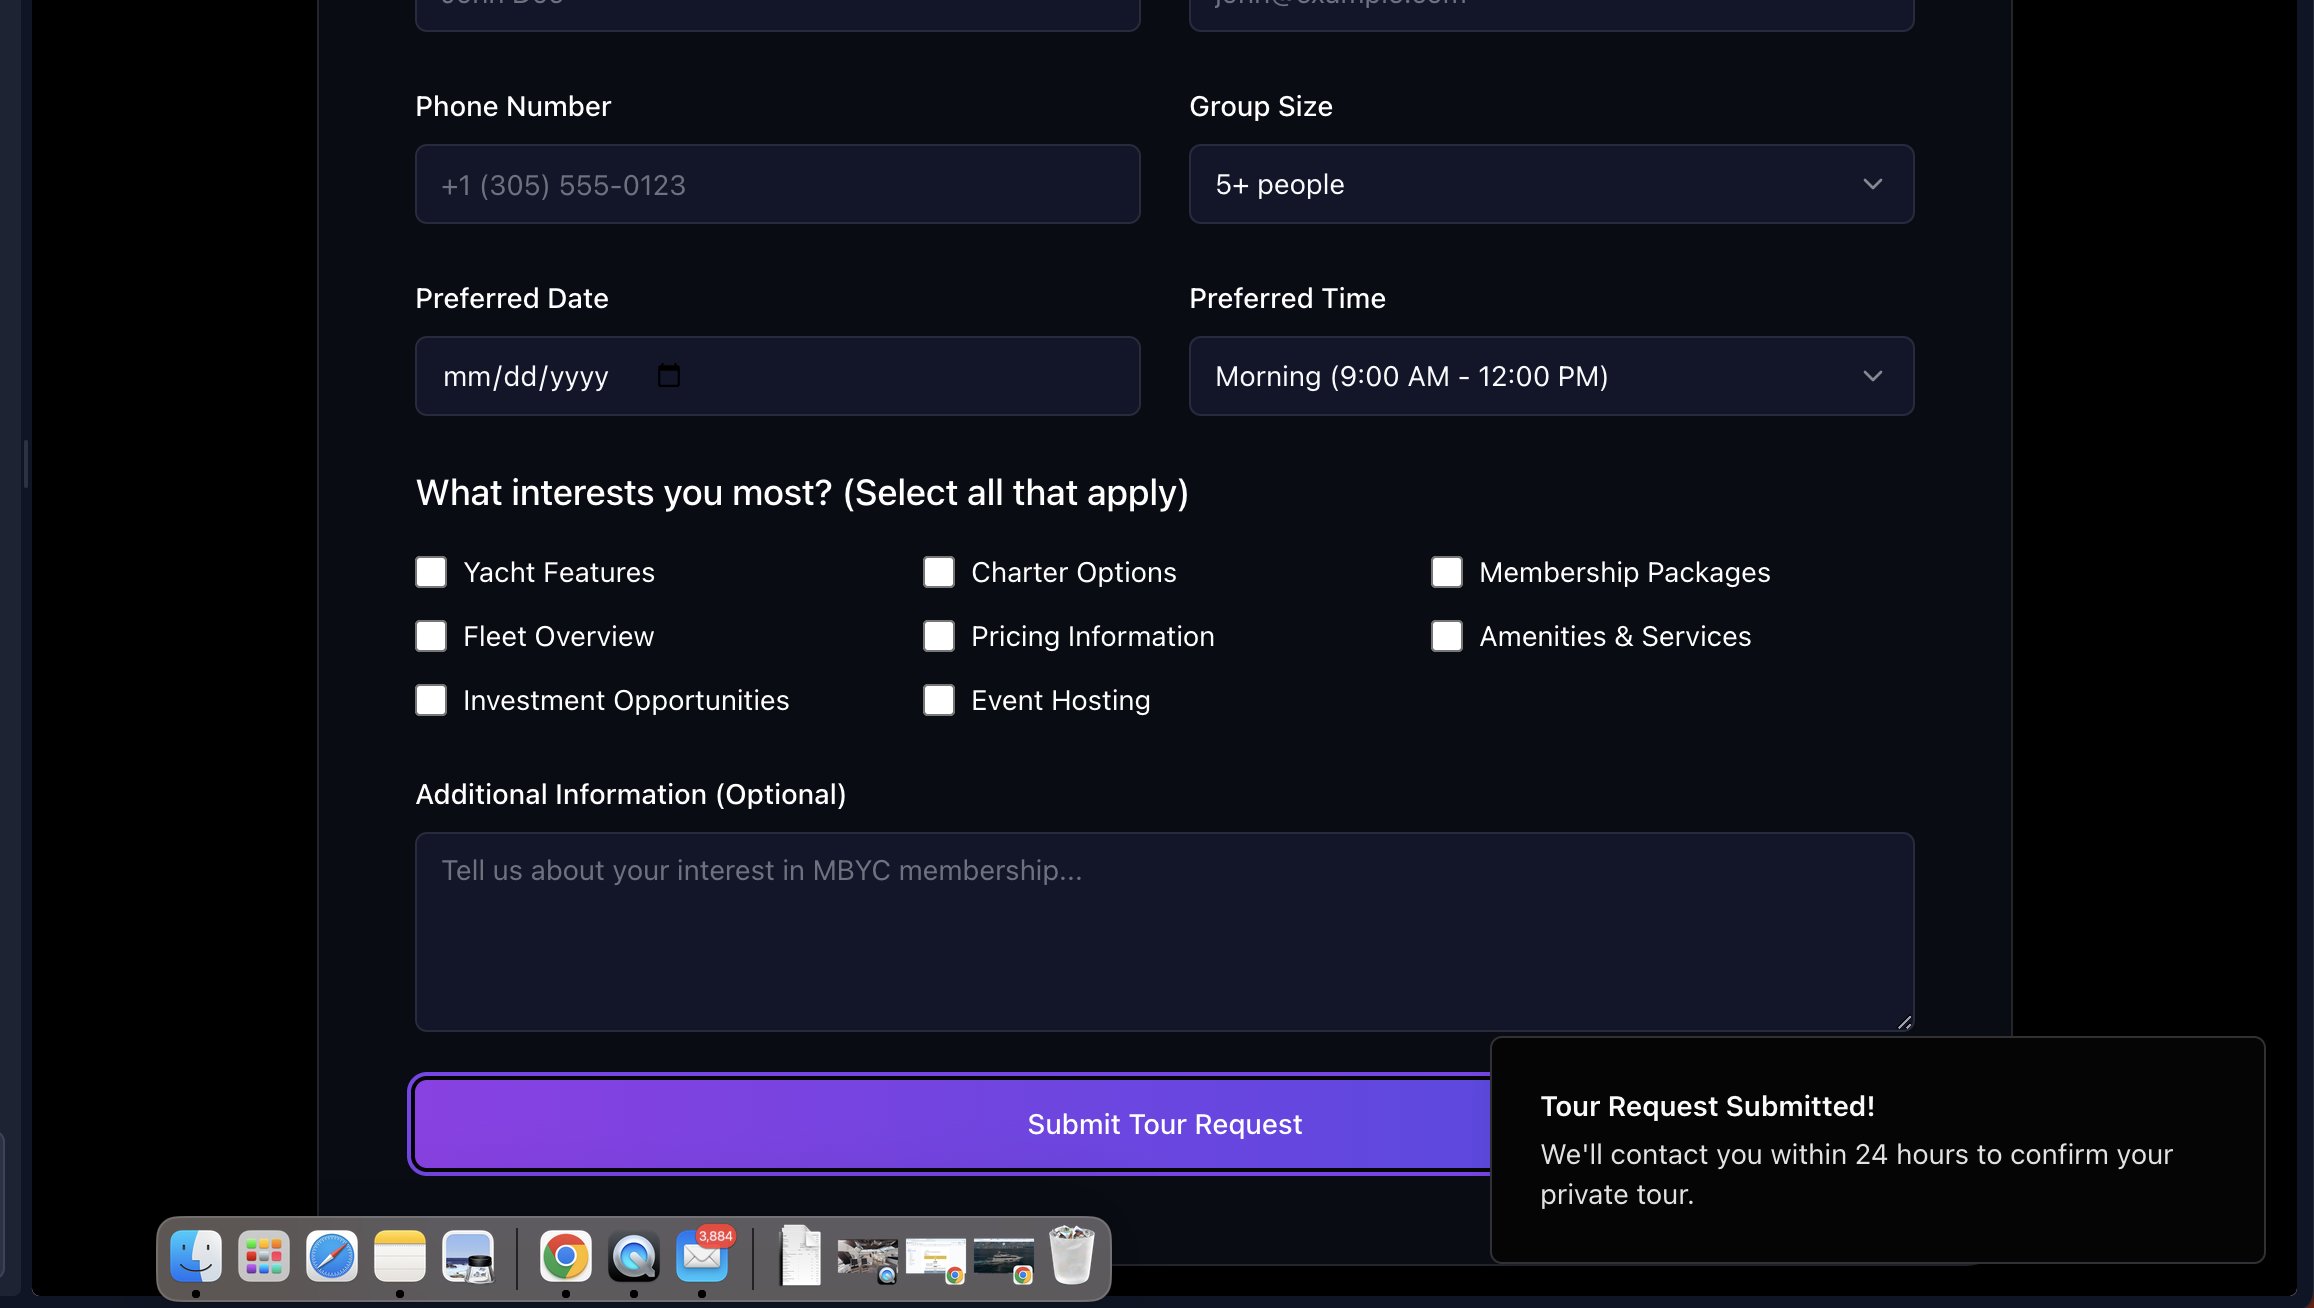 Phone Number
Group Size
+1 (305) 555-0123
5+ people
Preferred Date
Preferred Time
mm/dd/yyyy
Morning (9:00 AM - 12:00 PM)
What interests you most? (Select all that apply)
Yacht Features
Charter Options
Membership Packages
Fleet Overview
Pricing Information
Amenities & Services
Investment Opportunities
Event Hosting
Additional Information (Optional)
Tell us about your interest in MBYC membership...
Submit Tour Request
Tour Request Submitted!
We'll contact you within 24 hours to confirm your
private tour.
3,884